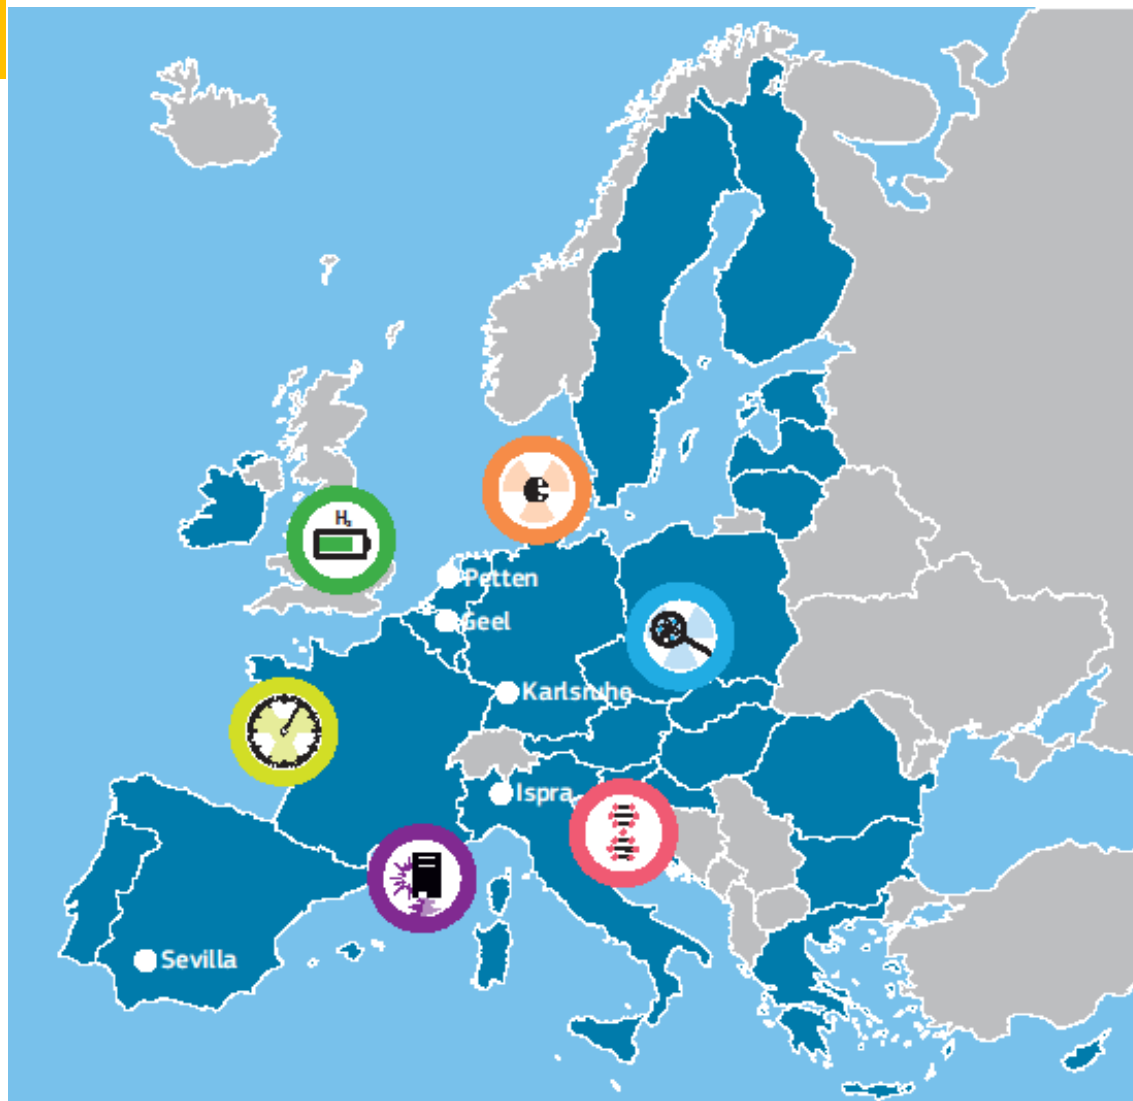 H₂
Petten
Geel
Karlsruhe
Ispra
Sevilla